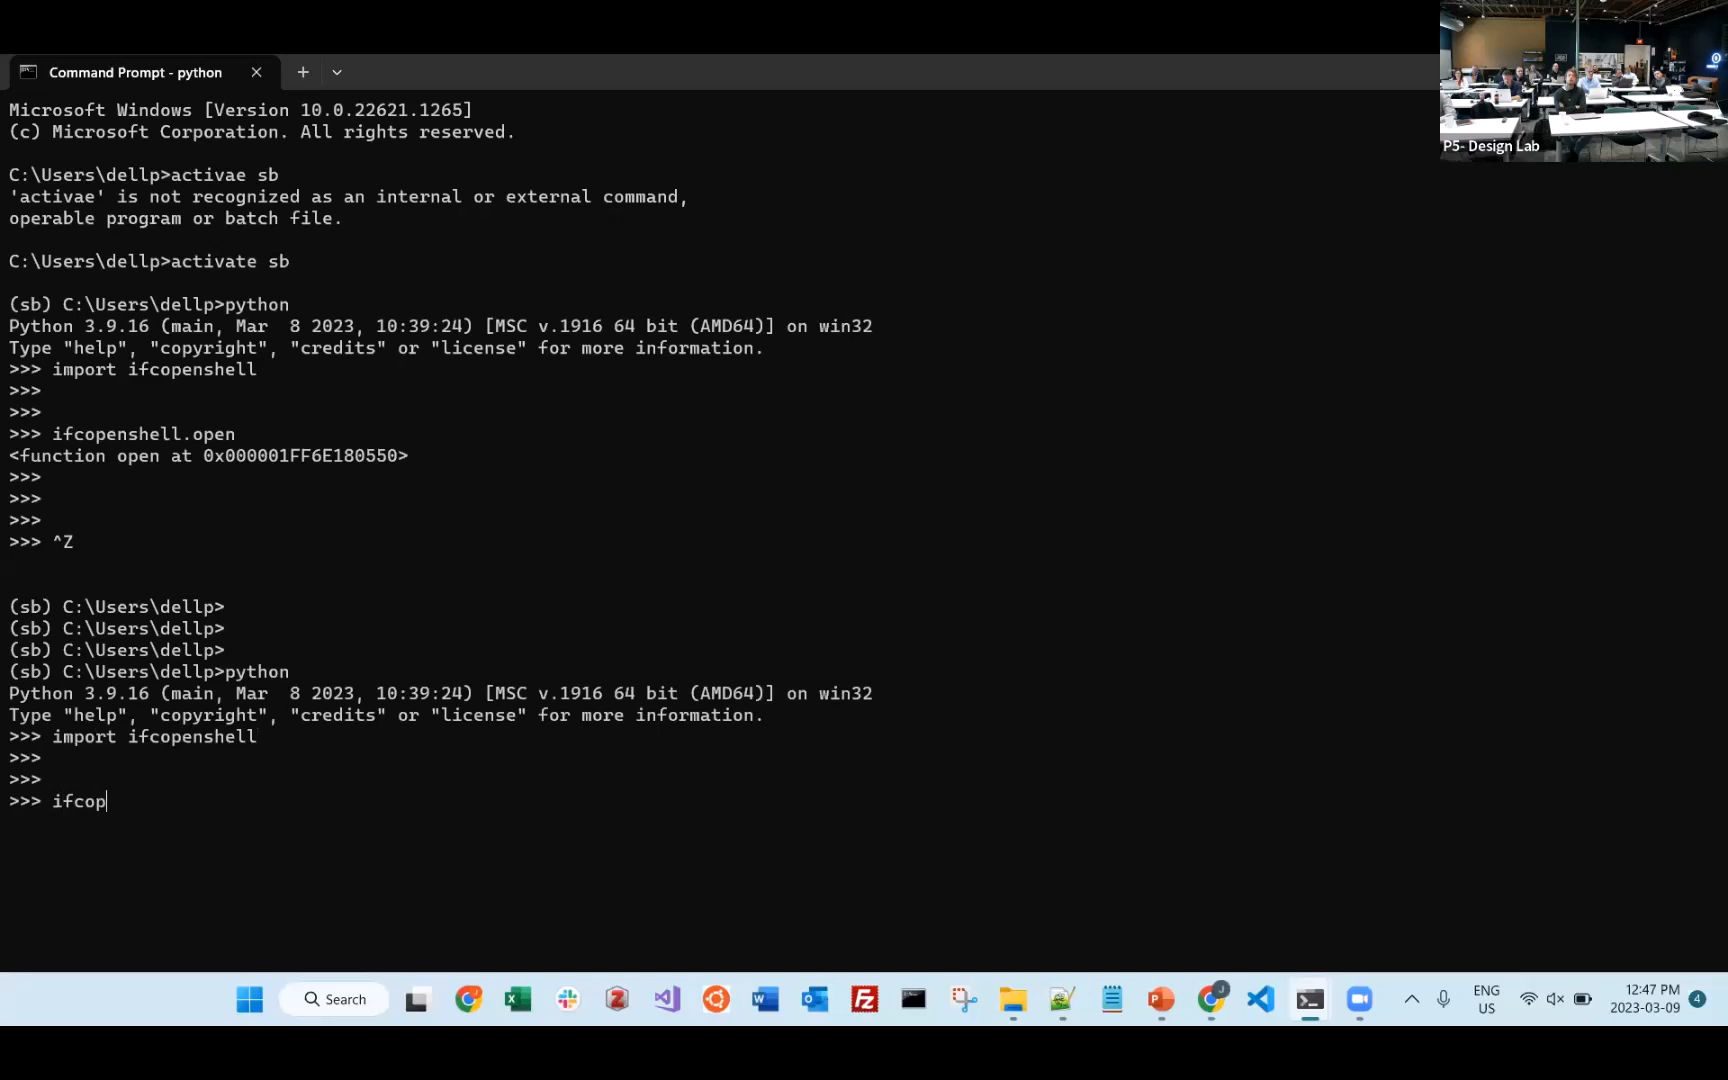 Command Prompt - python
Microsoft Windows [Version 10.0.22621.1265]
(c) Microsoft Corporation. All rights reserved.
C:\Users\dellp>activae sb
'activae' is not recognized as an internal or external command,
operable program or batch file.
C:\Users\dellp>activate sb
(sb) C:\Users\dellp>python
Python 3.9.16 (main, Mar  8 2023, 10:39:24) [MSC v.1916 64 bit (AMD64)] on win32
Type "help", "copyright", "credits" or "license" for more information.
>>> import ifcopenshell
>>>
>>>
>>> ifcopenshell.open
<function open at 0x000001FF6E180550>
>>>
>>>
>>>
>>> ^Z
(sb) C:\Users\dellp>
(sb) C:\Users\dellp>
(sb) C:\Users\dellp>
(sb) C:\Users\dellp>python
Python 3.9.16 (main, Mar  8 2023, 10:39:24) [MSC v.1916 64 bit (AMD64)] on win32
Type "help", "copyright", "credits" or "license" for more information.
>>> import ifcopenshell
>>>
>>>
>>> ifcop
P5- Design Lab
Search
ENG
US
12:47 PM
2023-03-09
4